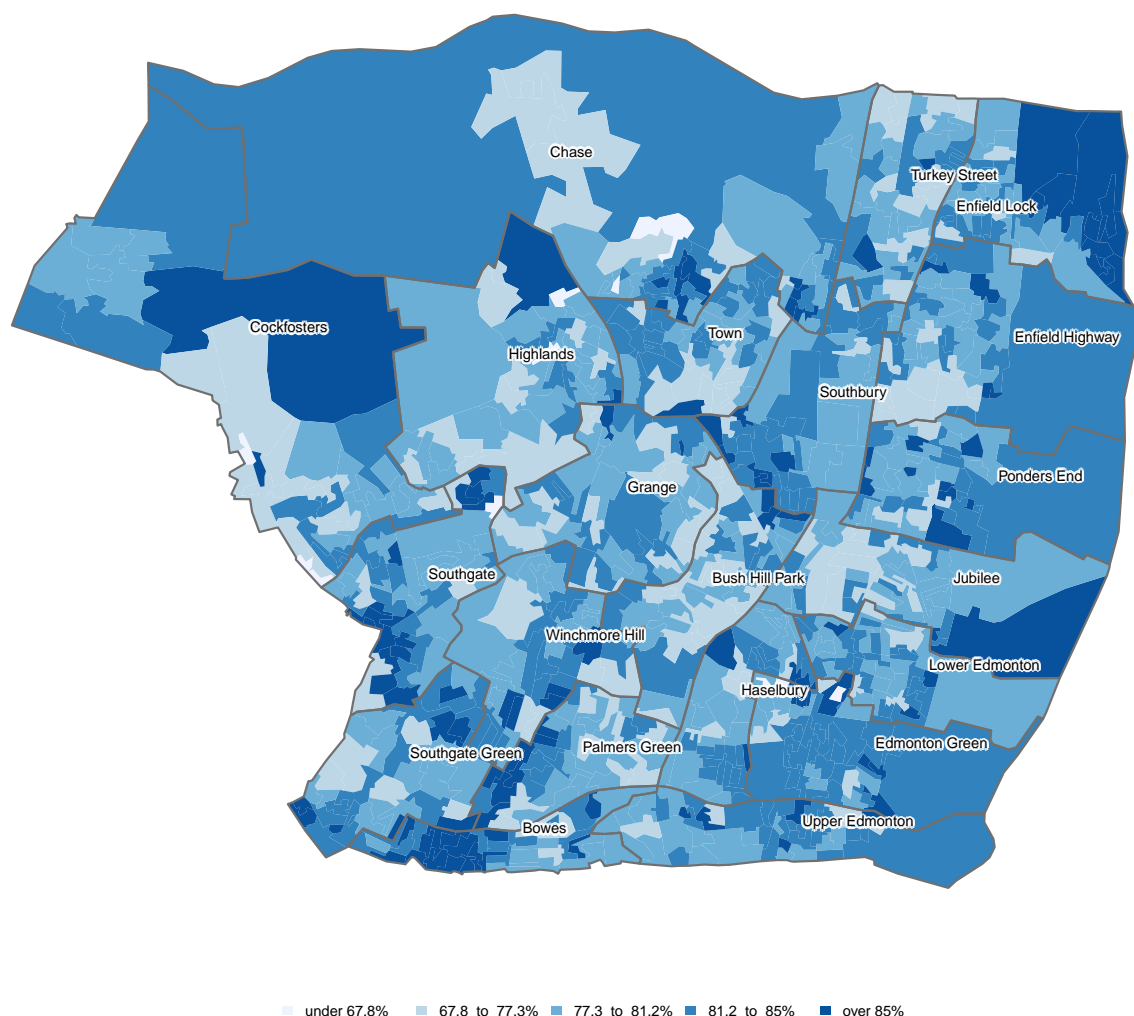 Chase
Turkey Street
Enfield Lock
Cockfosters
Town
Enfield Highway
Highlands
Southbury
Ponders End
Grange
Southgate
Bush Hill Park
Jubilee
Winchmore Hill
Lower Edmonton
Haselbury
Southgate Green
Palmers Green
Edmonton Green
Bowes
Upper Edmonton
under 67.8% 67.8 to 77.3% 77.3 to 81.2% 81.2 to 85% over 85%